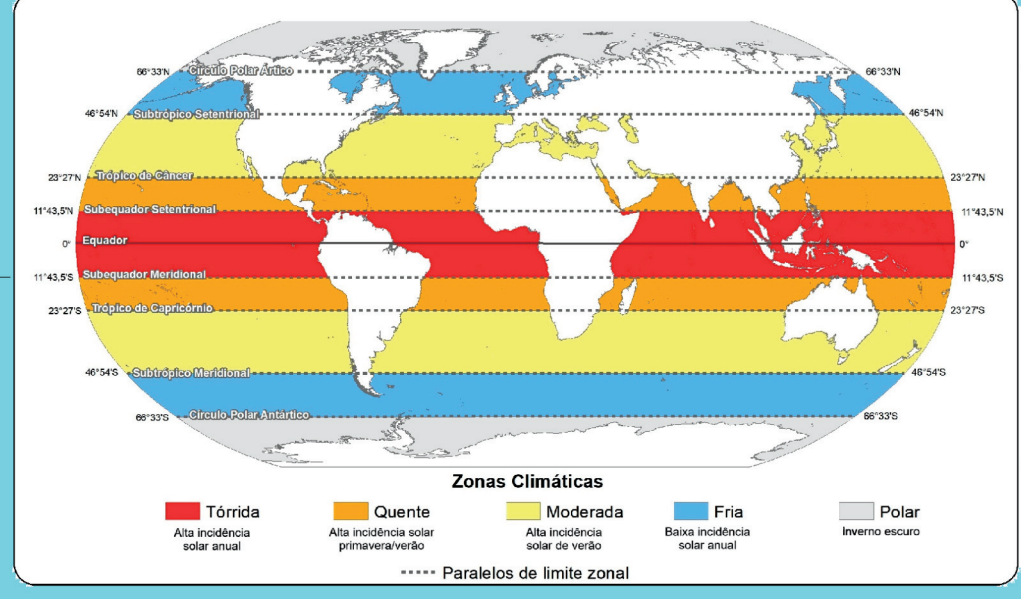 Círculo Polar Ártico
66°33'N
66°33'N
Subtrópico Setentrional
46°54'N
46°54'N
Trópico de Câncer
23°27'N
23°27'N
Subequador Setentrional
11°43,5'N
11°43,5'N
Equador
0°
0°
Subequador Meridional
11°43,5'S
11°43,5'S
Trópico de Capricórnio
23°27'S
23°27'S
Subtrópico Meridional
46°54'S
46°54'S
Círculo Polar Antártico
66°33'S
66°33'S
Zonas Climáticas
Tórrida
Alta incidência
solar anual
Quente
Alta incidência solar
primavera/verão
Moderada
Alta incidência
solar de verão
Fria
Baixa incidência
solar anual
Polar
Inverno escuro
Paralelos de limite zonal